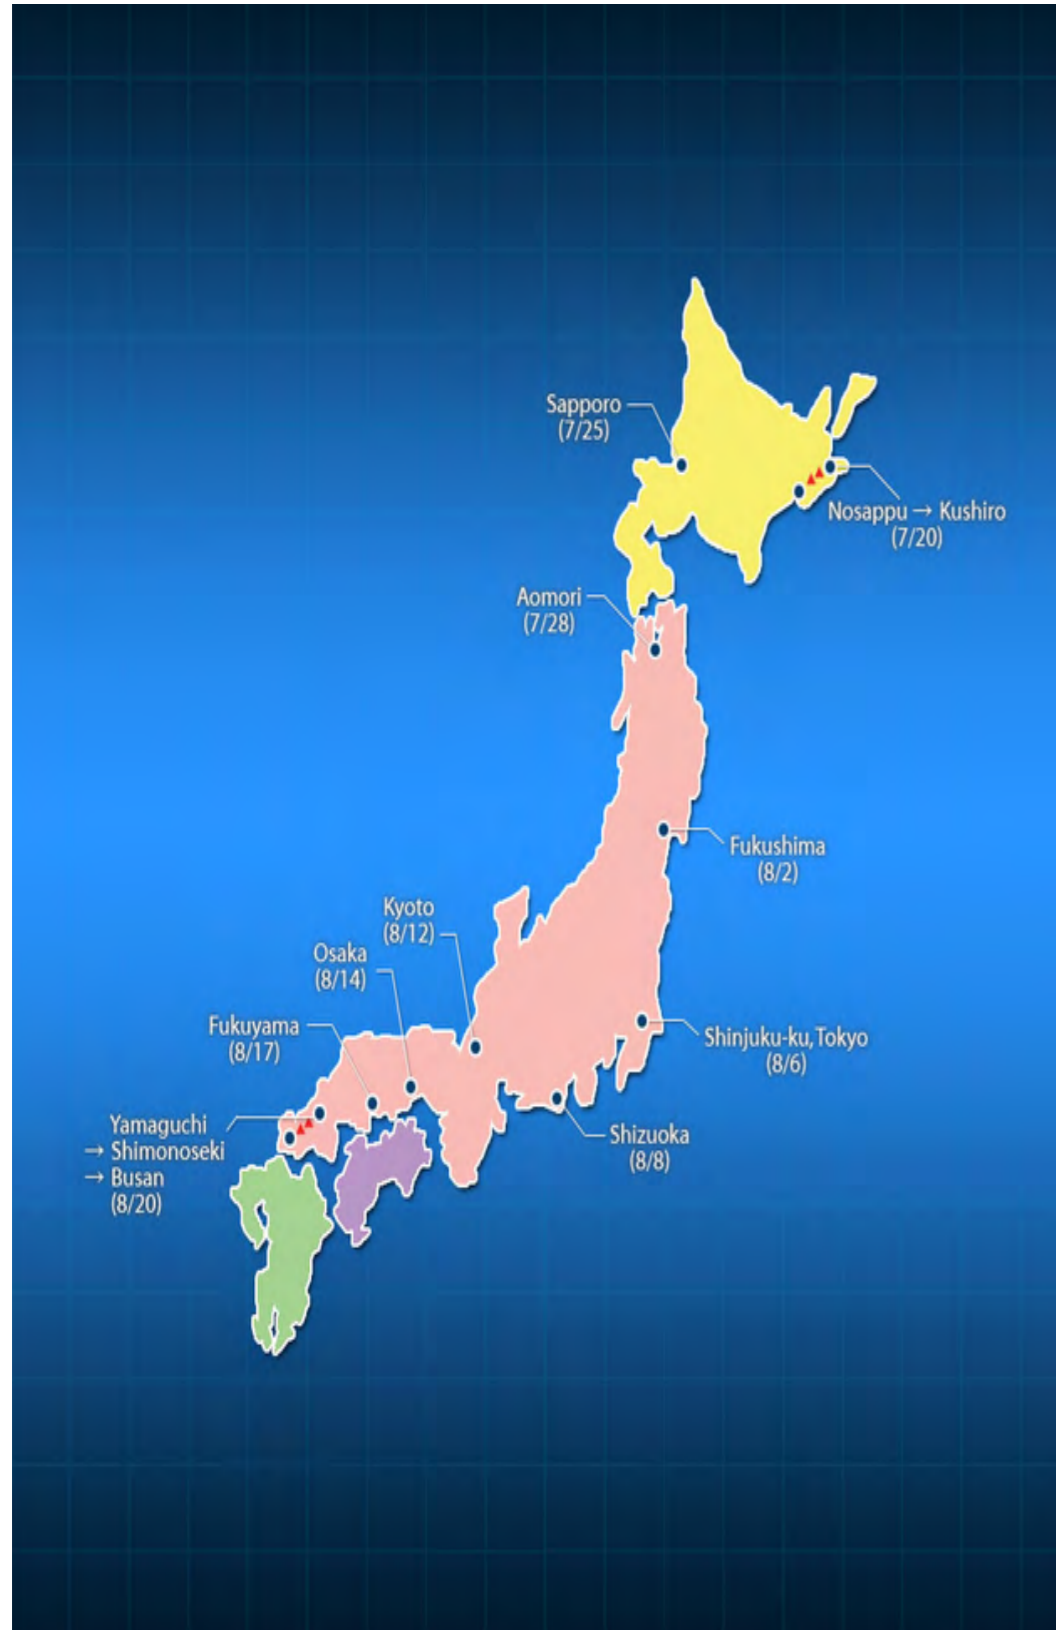 Sapporo
(7/25)
Nosappu → Kushiro
(7/20)
Aomori
(7/28)
Fukushima
(8/2)
Kyoto
(8/12)
Osaka
(8/14)
Fukuyama
(8/17)
Shinjuku-ku, Tokyo
(8/6)
Yamaguchi
→ Shimonoseki
→ Busan
(8/20)
Shizuoka
(8/8)